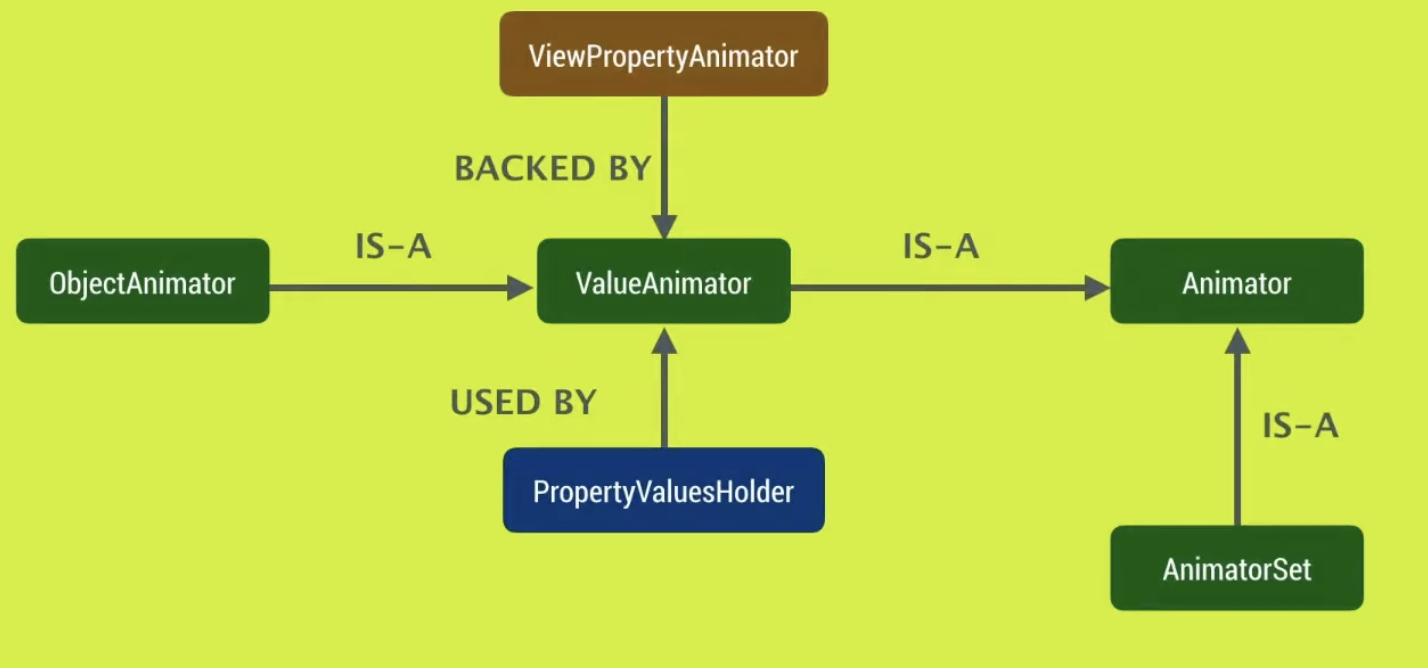 ViewPropertyAnimator
BACKED BY
IS-A
IS-A
ObjectAnimator
ValueAnimator
Animator
USED BY
IS-A
PropertyValuesHolder
AnimatorSet